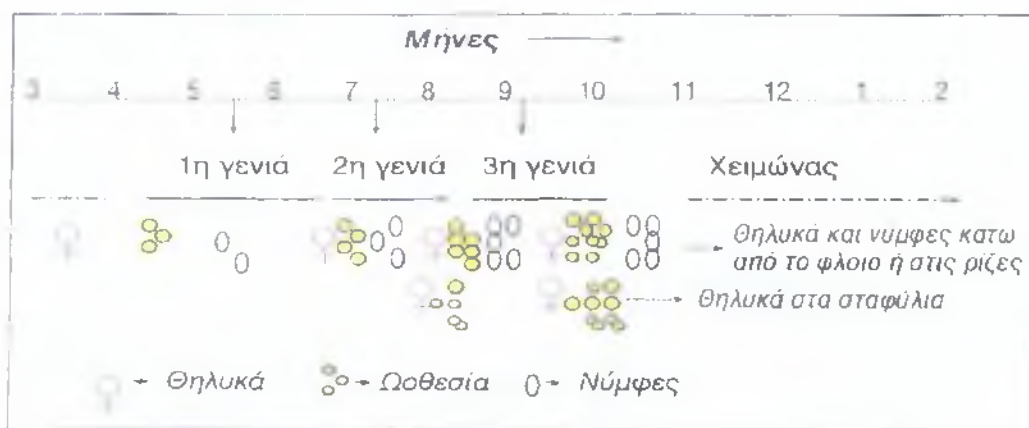 Μήνες
3 4 5 6 7 8 9 10 11 12 1 2
1η γενιά 2η γενιά 3η γενιά Χειμώνας
Θηλυκά και νυμφες κατω
από το φλοιο ή στις ρίζες
Θηλυκά στα σταφύλια
Θηλυκά Ωοθεσία Νύμφες